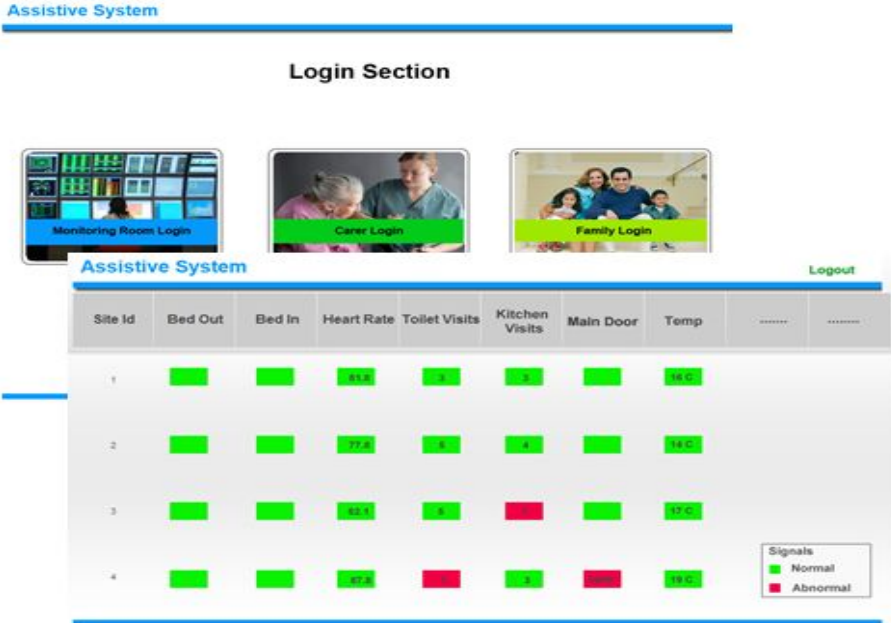 Assistive System
Login Section
Monitoring Room Login Carer Login Family Login
Assistive System Logout
Site Id Bed Out Bed In Heart Rate Toilet Visits Kitchen Visits Main Door Temp ------- --------
1 81.8 3 3 16 C
2 77.8 5 4 14 C
3 62.1 5 17 C
4 67.8 3 19 C
Signals
Normal
Abnormal